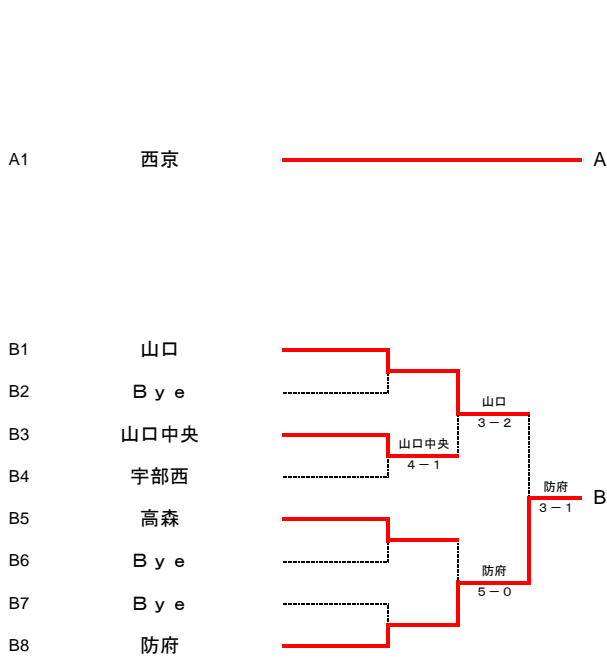 A1 西京 A
B1 山口
B2 Ｂｙｅ
山口
B3 山口中央 3－2
山口中央
B4 宇部西 4－1
防府
B
3－1
B5 高森
B6 Ｂｙｅ
防府
5－0
B7 Ｂｙｅ
B8 防府